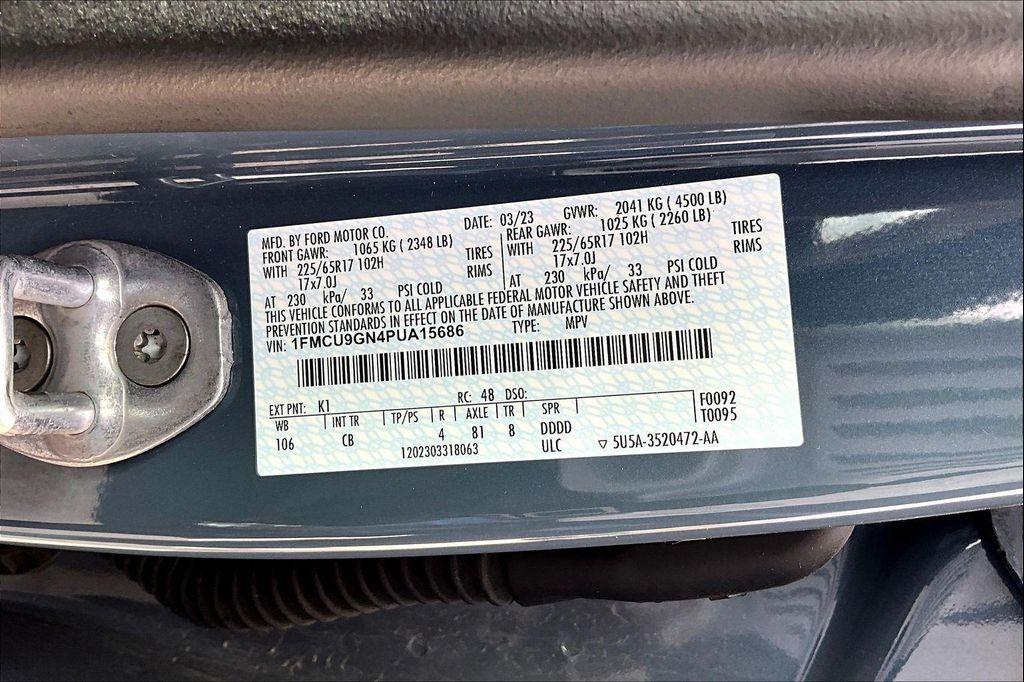 MFD. BY FORD MOTOR CO. DATE: 03/23 GVWR: 2041 KG ( 4500 LB)
FRONT GAWR: 1065 KG ( 2348 LB) REAR GAWR: 1025 KG ( 2260 LB)
WITH 225/65R17 102H TIRES WITH 225/65R17 102H TIRES
17x7.0J RIMS 17x7.0J RIMS
AT 230 kPa/ 33 PSI COLD AT 230 kPa/ 33 PSI COLD
THIS VEHICLE CONFORMS TO ALL APPLICABLE FEDERAL MOTOR VEHICLE SAFETY AND THEFT
PREVENTION STANDARDS IN EFFECT ON THE DATE OF MANUFACTURE SHOWN ABOVE.
VIN: 1FMCU9GN4PUA15686 TYPE: MPV
EXT PNT: K1 RC: 48 DSO: F0092
WB INT TR TP/PS R AXLE TR SPR T0095
106 CB 4 81 8 DDDD
1202303318063 ULC ▽ 5U5A-3520472-AA